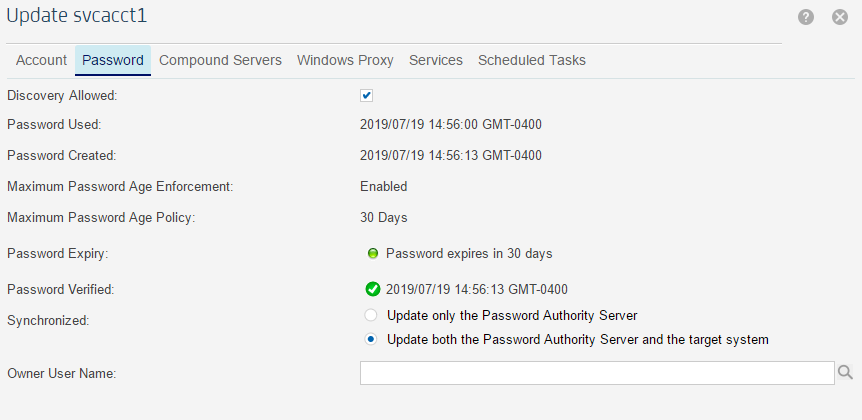 Update svcacct1
Account Password Compound Servers Windows Proxy Services Scheduled Tasks
Discovery Allowed:
Password Used: 2019/07/19 14:56:00 GMT-0400
Password Created: 2019/07/19 14:56:13 GMT-0400
Maximum Password Age Enforcement: Enabled
Maximum Password Age Policy: 30 Days
Password Expiry: Password expires in 30 days
Password Verified: 2019/07/19 14:56:13 GMT-0400
Synchronized: Update only the Password Authority Server
Update both the Password Authority Server and the target system
Owner User Name: